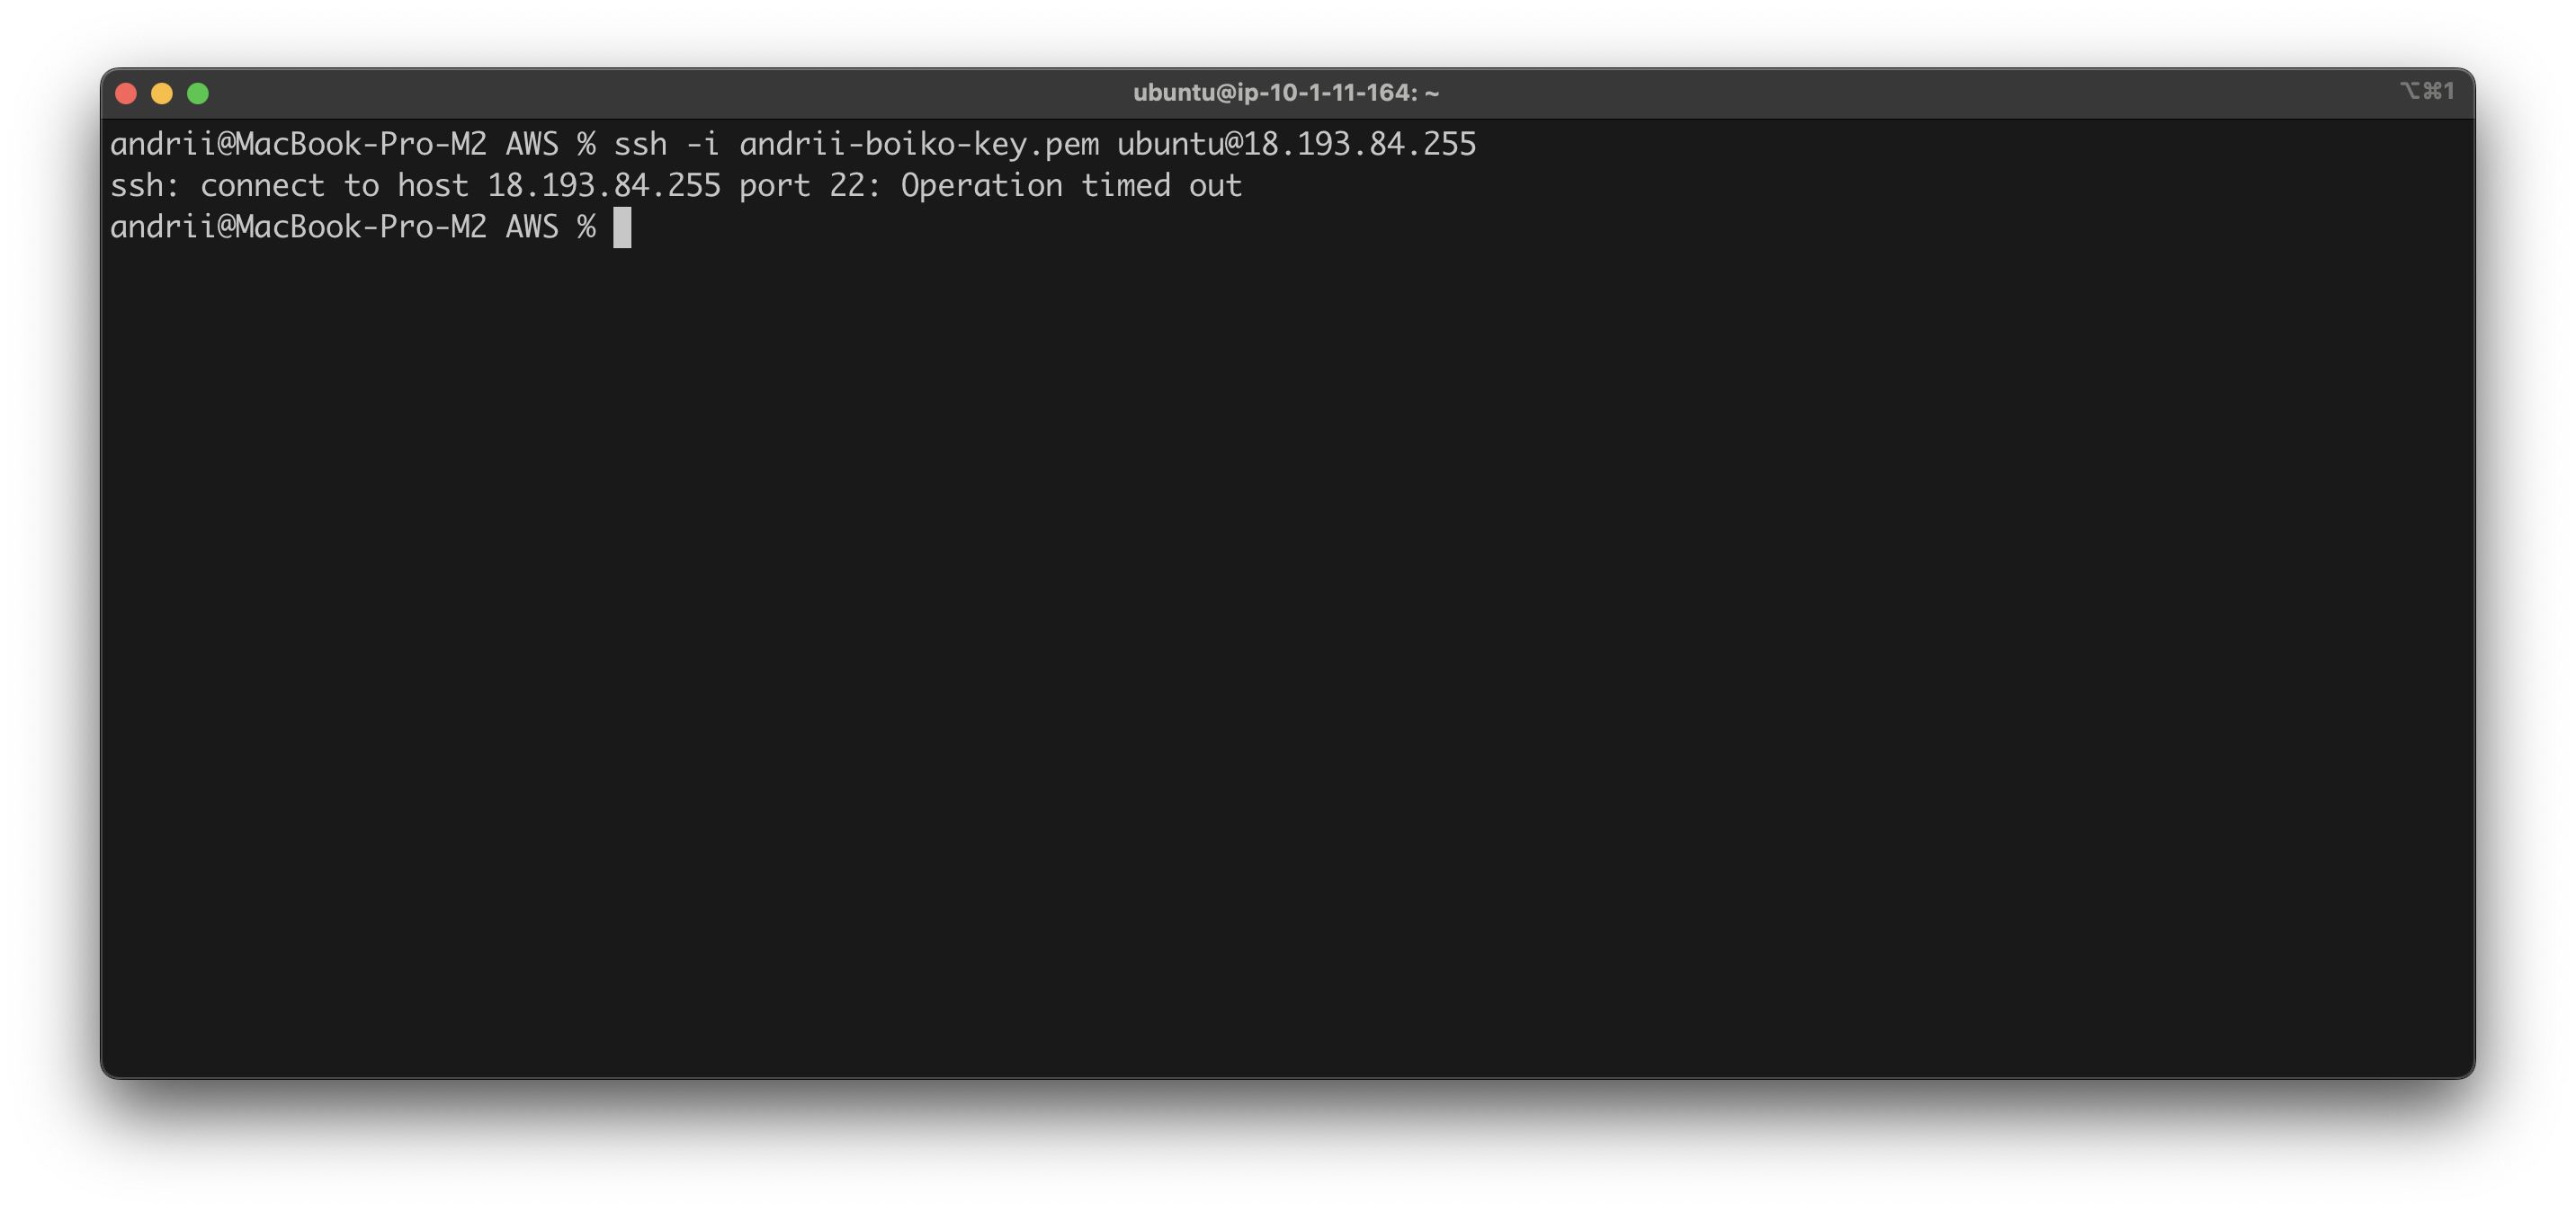 ubuntu@ip-10-1-11-164: ~
⌥⌘1
andrii@MacBook-Pro-M2 AWS % ssh -i andrii-boiko-key.pem ubuntu@18.193.84.255
ssh: connect to host 18.193.84.255 port 22: Operation timed out
andrii@MacBook-Pro-M2 AWS %